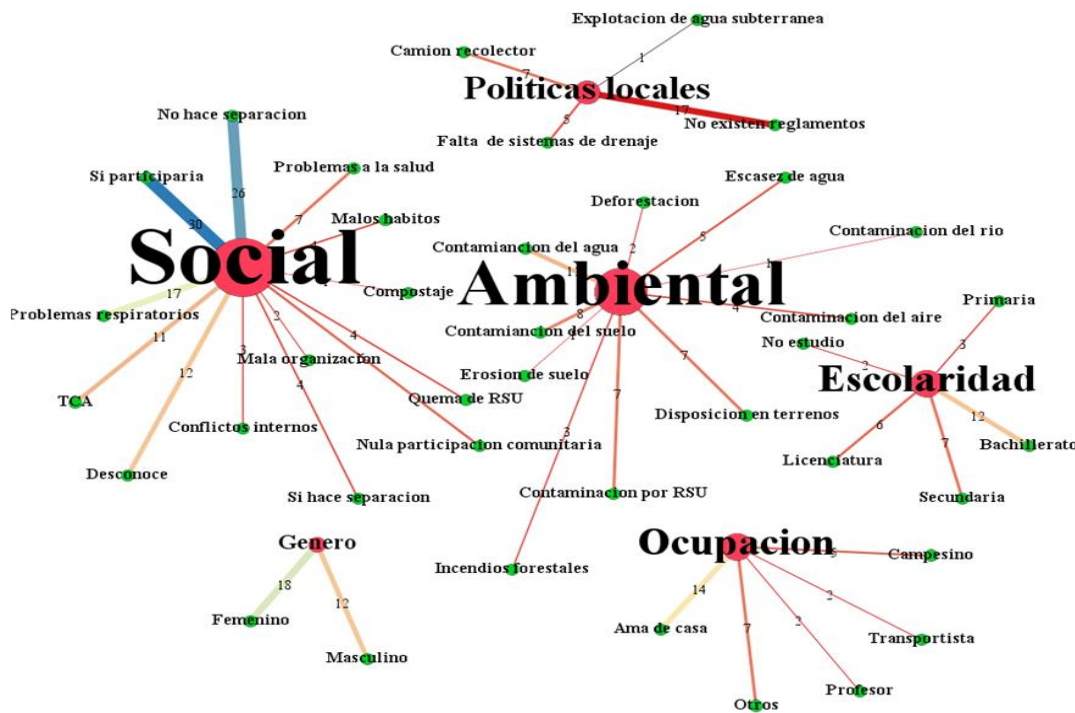 Explotacion de agua subterranea
Camion recolector
1
7
Politicas locales
17
5
No existen reglamentos
Falta de sistemas de drenaje
No hace separacion
Problemas a la salud
Si participaria
26
30
7
Malos habitos
Social
Compostaje
17
Problemas respiratorios
11
2
4
Mala organizacion
12
3
4
TCA
Quema de RSU
Conflictos internos
Nula participacion comunitaria
Desconoce
Si hace separacion
Deforestacion
Escasez de agua
2
5
Contamiancion del agua
Contaminacion del rio
1
Ambiental
8
4
Contamiancion del suelo
Contaminacion del aire
1
Erosion de suelo
7
7
3
Disposicion en terrenos
Contaminacion por RSU
Incendios forestales
Primaria
No estudio
2
3
Escolaridad
12
6
7
Bachillerato
Licenciatura
Secundaria
Genero
18
12
Femenino
Masculino
Ocupacion
5
Campesino
14
2
Ama de casa
7
2
Transportista
Profesor
Otros